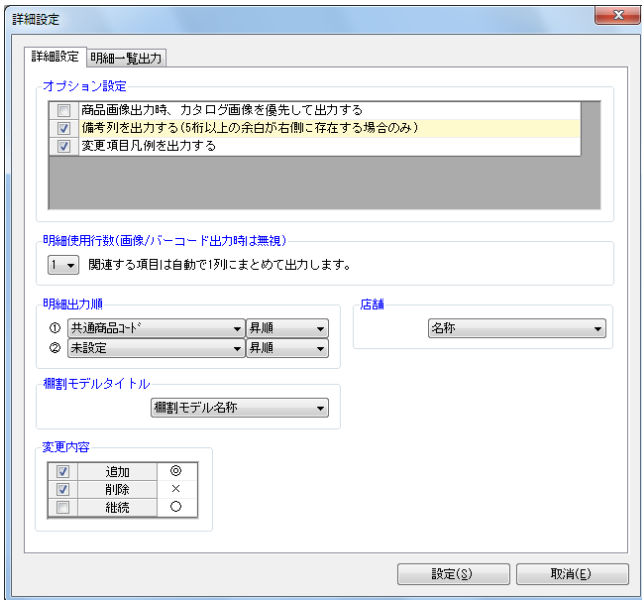 詳細設定
詳細設定 明細一覧出力
オプション設定
商品画像出力時、カタログ画像を優先して出力する
備考列を出力する(5桁以上の余白が右側に存在する場合のみ)
変更項目凡例を出力する
明細使用行数(画像/バーコード出力時は無視)
1 関連する項目は自動で1列にまとめて出力します。
明細出力順
① 共通商品ｺｰﾄﾞ 昇順
② 未設定 昇順
店舗
名称
棚割モデルタイトル
棚割モデル名称
変更内容
追加 ◎
削除 ×
継続 ○
設定(S) 取消(E)